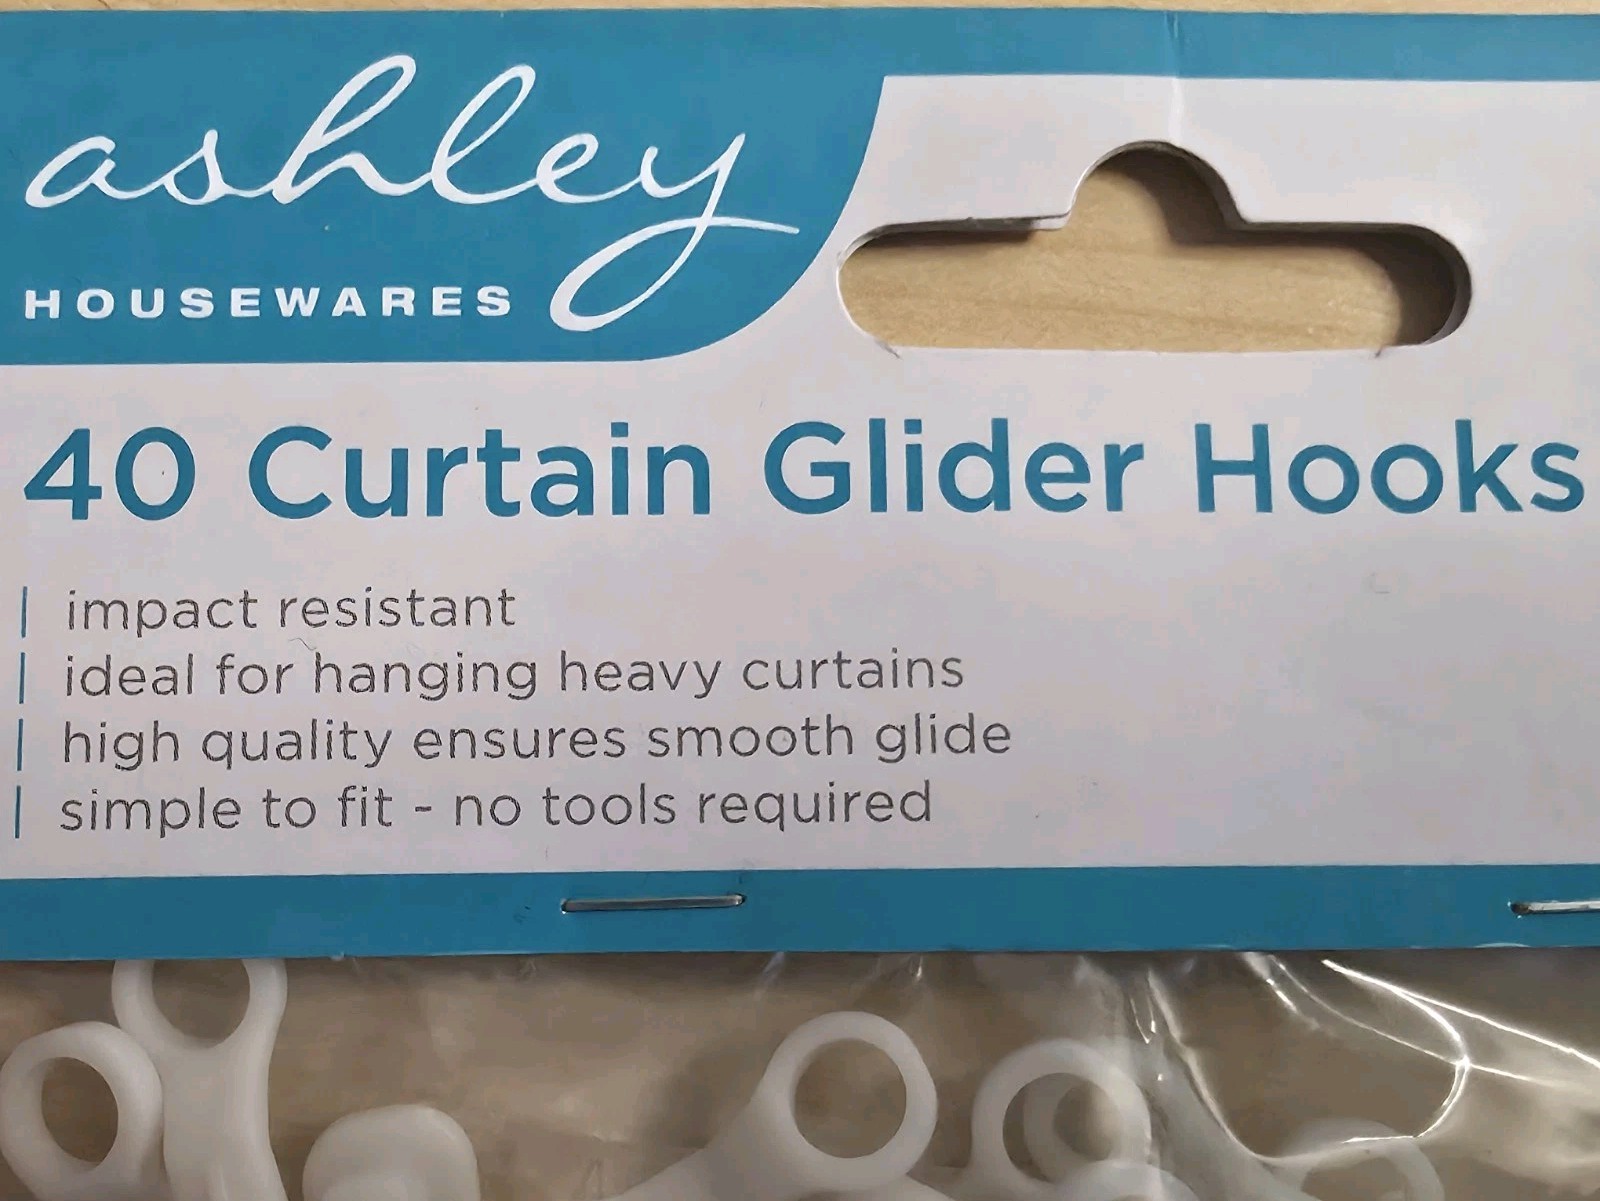 ashley
HOUSEWARES
40 Curtain Glider Hooks
impact resistant
ideal for hanging heavy curtains
high quality ensures smooth glide
simple to fit - no tools required